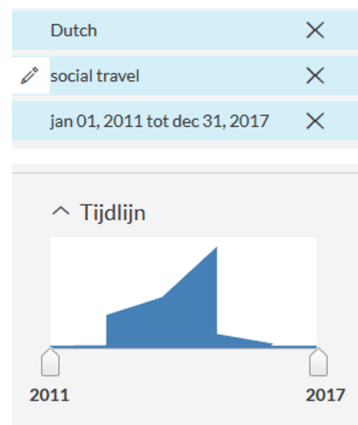 Dutch
social travel
jan 01, 2011 tot dec 31, 2017
Tijdlijn
2011 2017